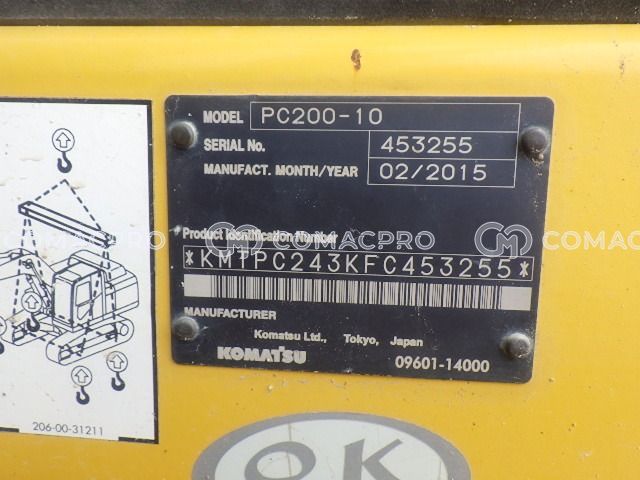 MODEL PC200-10
SERIAL No. 453255
MANUFACT. MONTH/YEAR 02/2015
Product Identification Number
COMACPRO COMACPRO
*KMTPC243KFC453255*
MANUFACTURER
Komatsu Ltd., Tokyo, Japan
KOMATSU 09601-14000
206-00-31211
OK